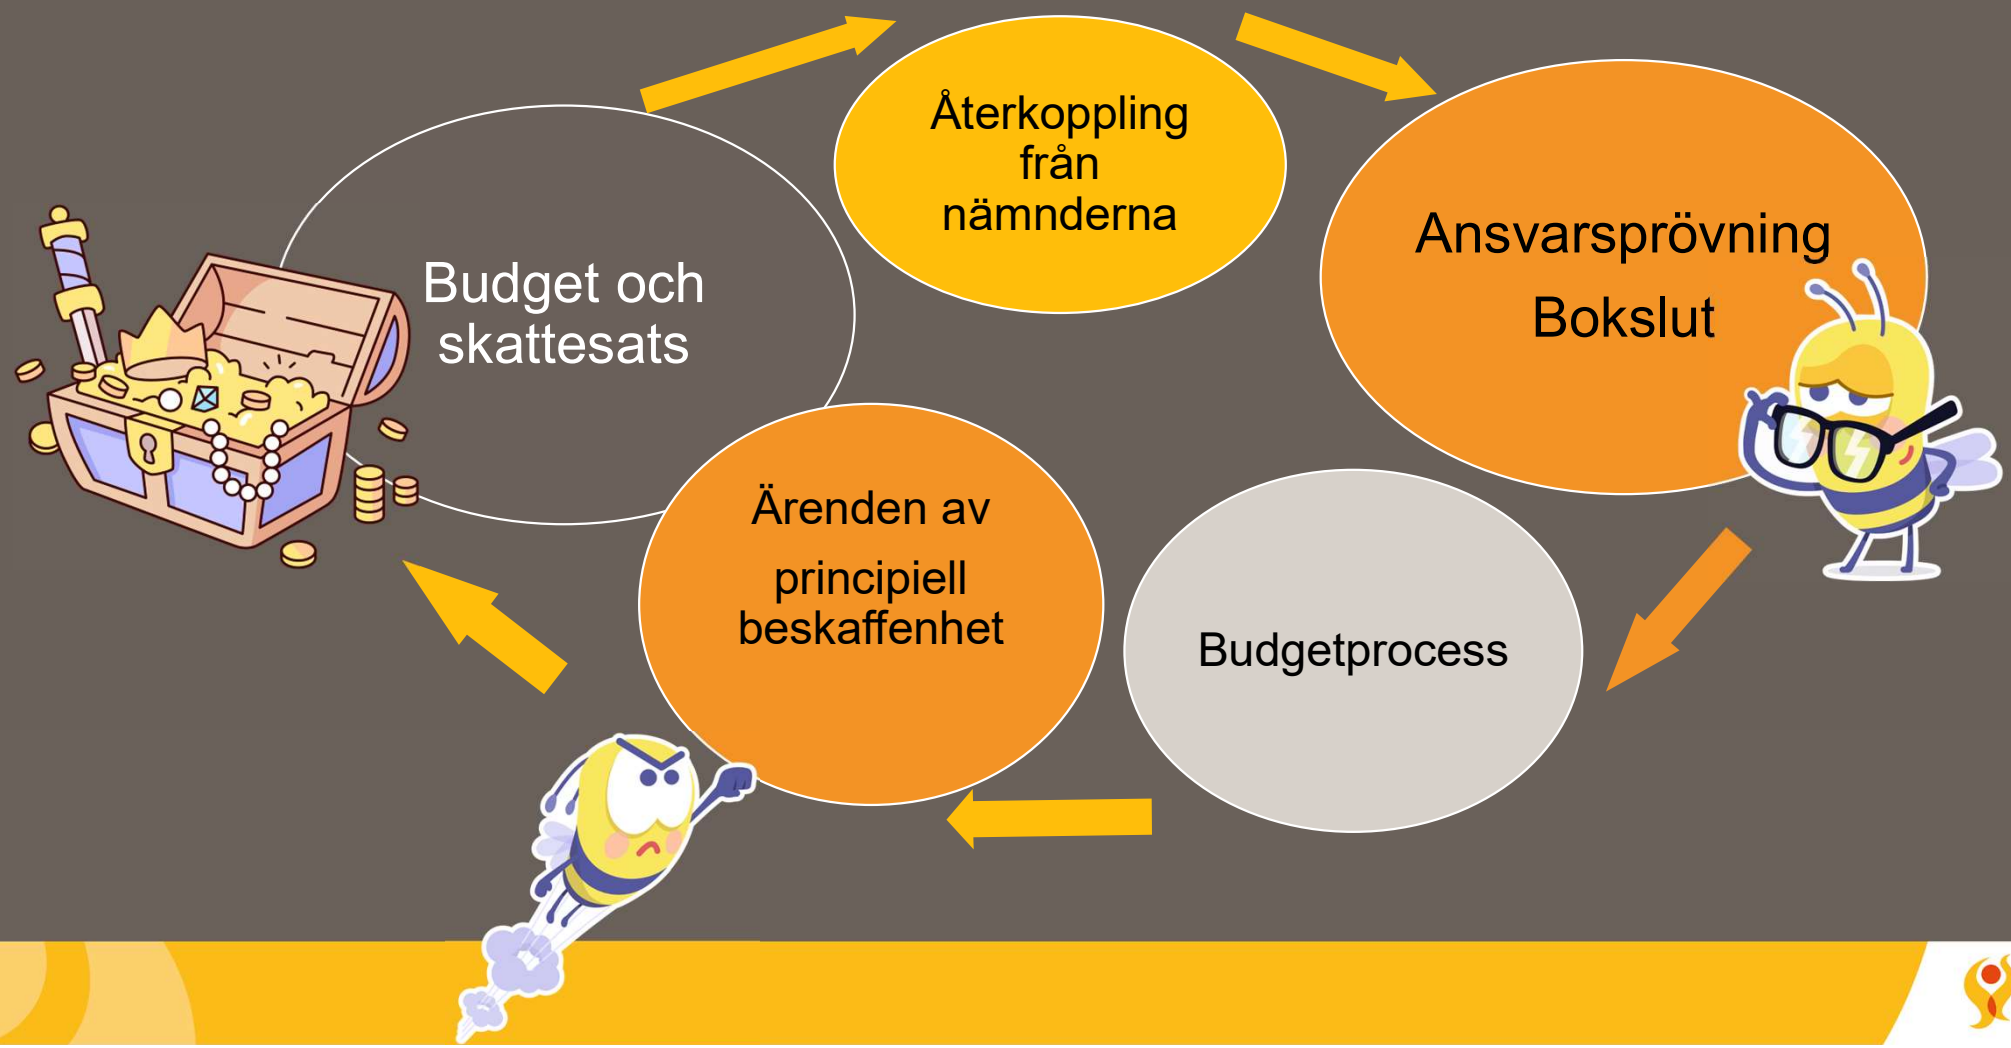 Återkoppling
från
nämnderna
Ansvarsprövning
Bokslut
Budget och
skattesats
Ärenden av
principiell
beskaffenhet
Budgetprocess